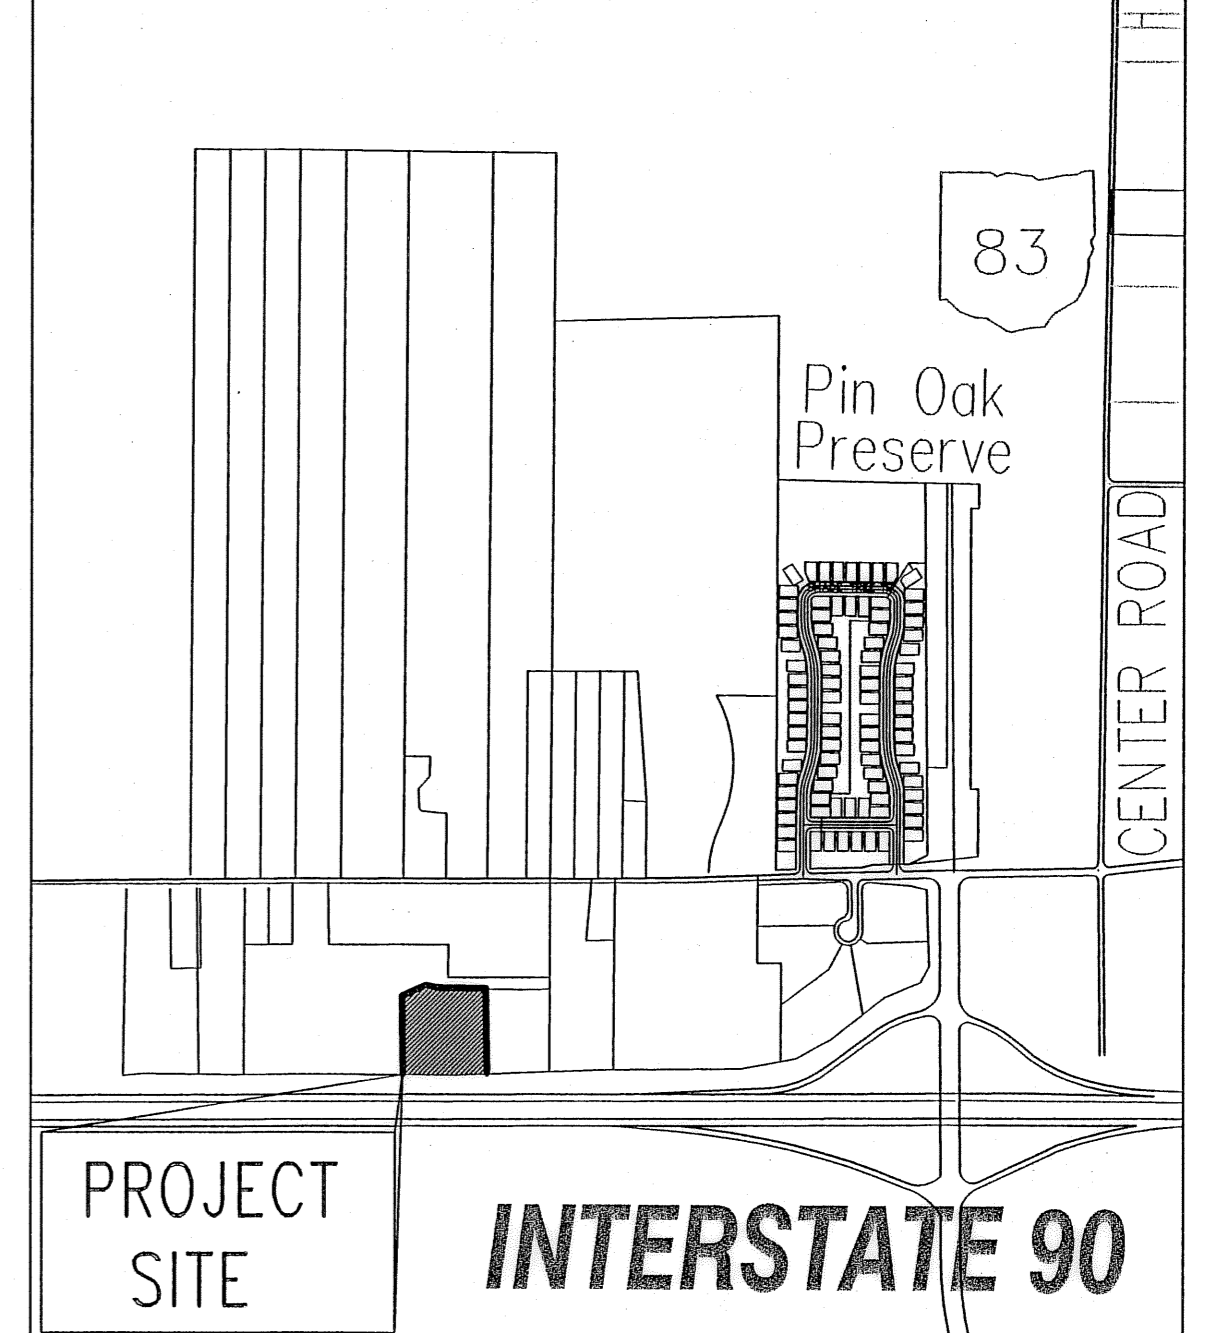 83
Pin Oak
Preserve
CENTER ROAD
PROJECT
SITE
INTERSTATE 90